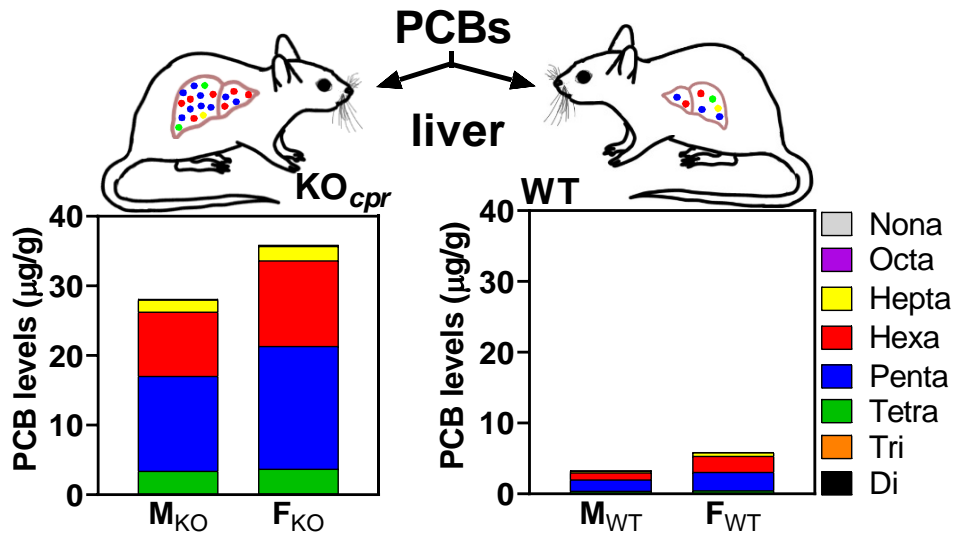 PCBs
liver
KOcpr
WT
PCB levels (µg/g)
40
30
20
10
0
MKO
FKO
PCB levels (µg/g)
40
30
20
10
0
MWT
FWT
Nona
Octa
Hepta
Hexa
Penta
Tetra
Tri
Di